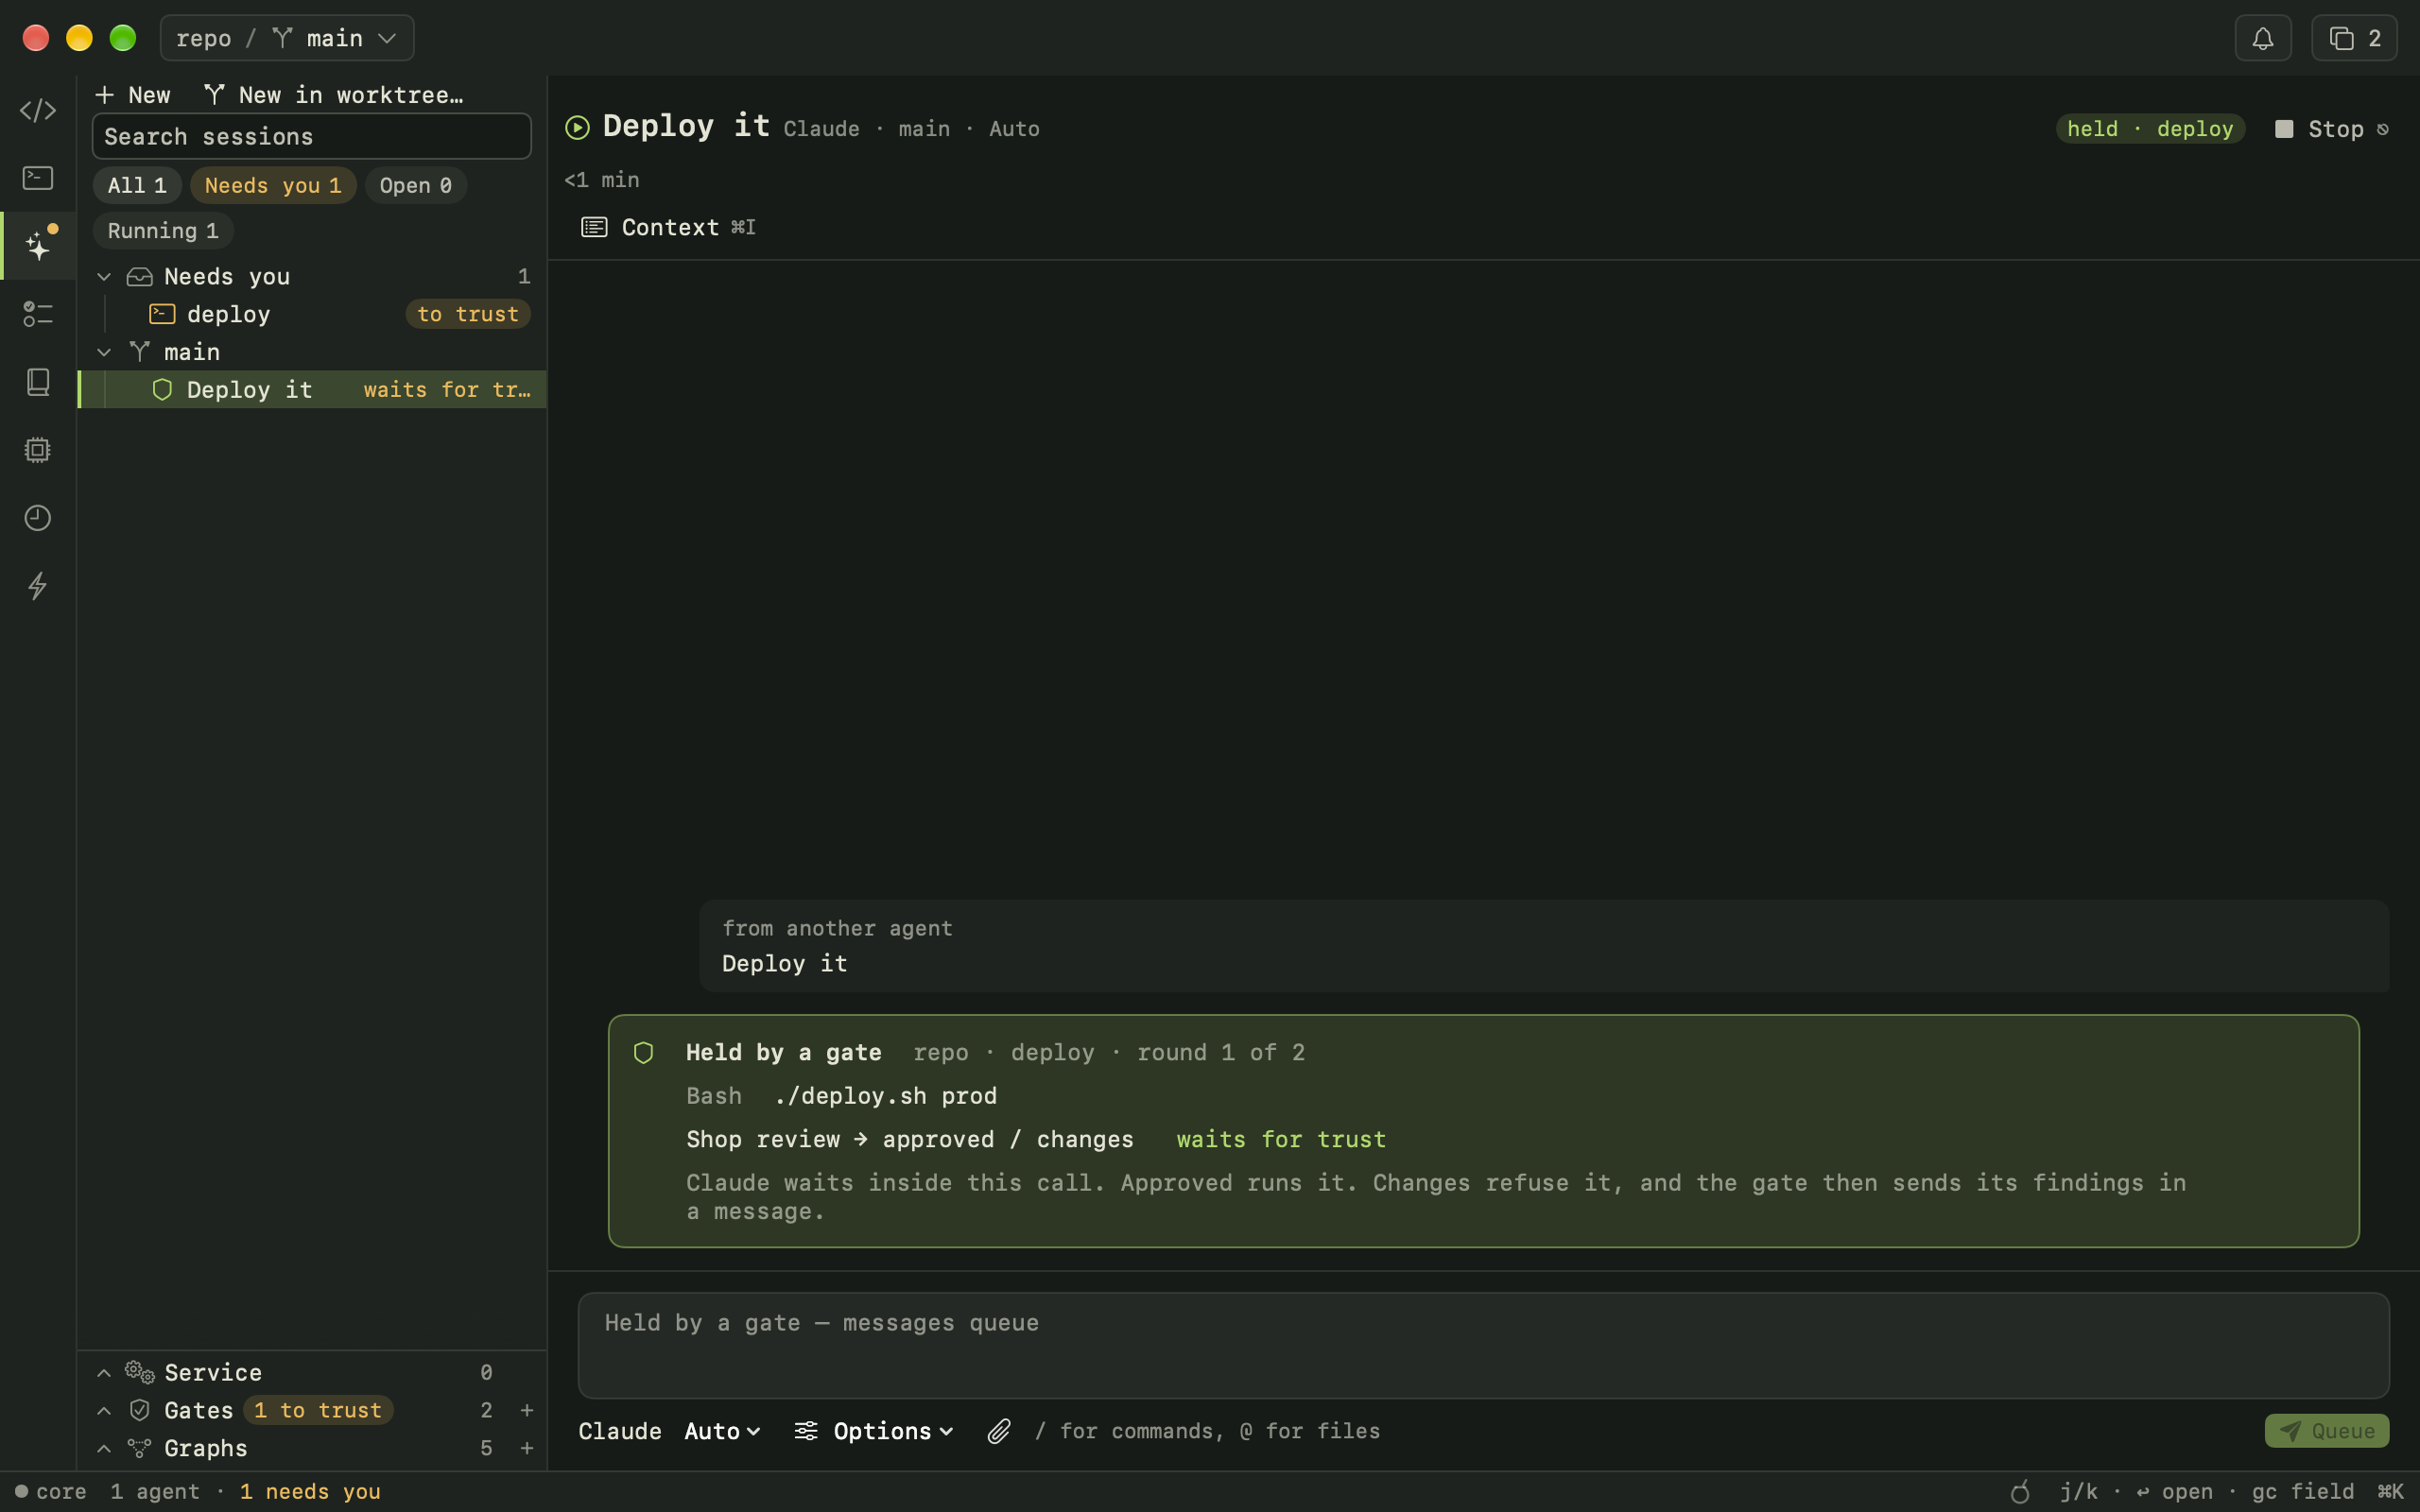 repo / main
2
+ New New in worktree…
Search sessions
All 1 Needs you 1 Open 0
Running 1
Needs you 1
deploy to trust
main
Deploy it waits for tr…
Service 0
Gates 1 to trust 2 +
Graphs 5 +
Deploy it Claude · main · Auto
held · deploy Stop
<1 min
Context ⌘I
from another agent
Deploy it
Held by a gate repo · deploy · round 1 of 2
Bash ./deploy.sh prod
Shop review → approved / changes waits for trust
Claude waits inside this call. Approved runs it. Changes refuse it, and the gate then sends its findings in
a message.
Held by a gate — messages queue
Claude Auto Options / for commands, @ for files Queue
core 1 agent · 1 needs you
j/k · ↩ open · gc field ⌘K